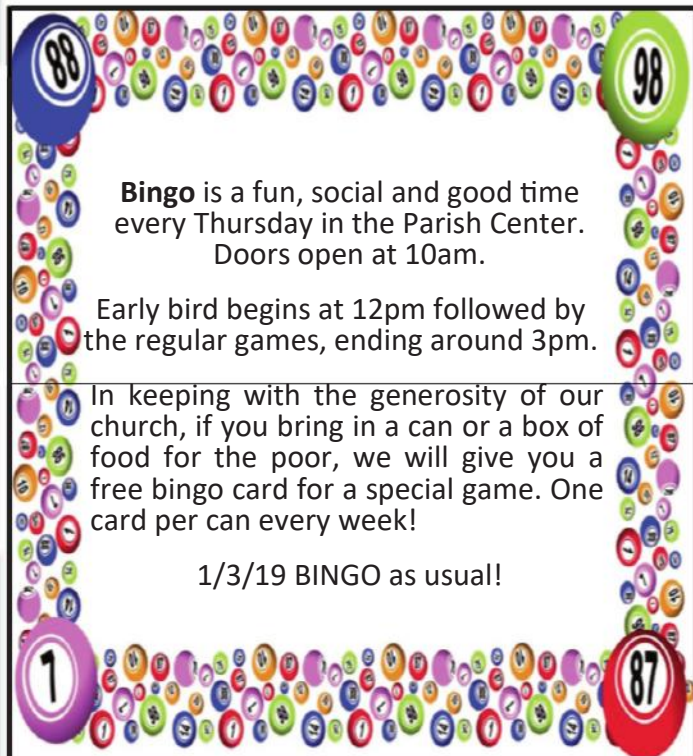 88
98
Bingo is a fun, social and good time
every Thursday in the Parish Center.
Doors open at 10am.
Early bird begins at 12pm followed by
the regular games, ending around 3pm.
In keeping with the generosity of our
church, if you bring in a can or a box of
food for the poor, we will give you a
free bingo card for a special game. One
card per can every week!
1/3/19 BINGO as usual!
7
87